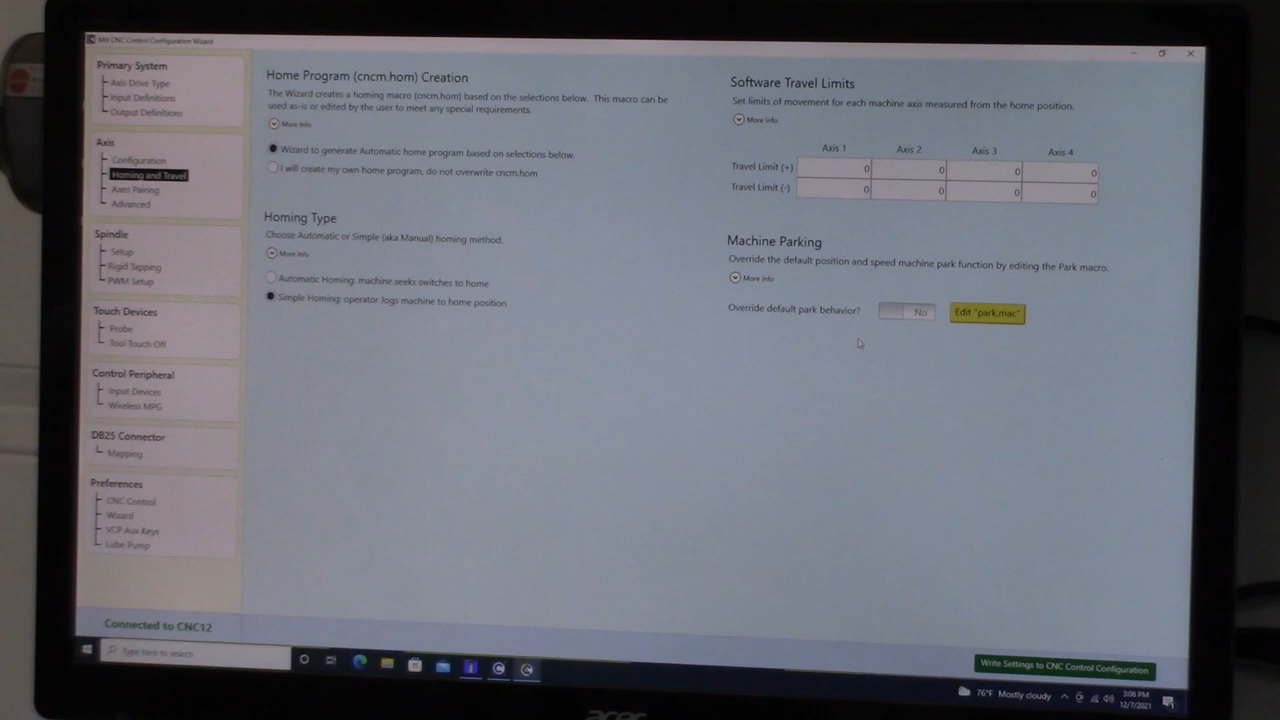 Mill CNC Control Configuration Wizard
Primary System
Axis Drive Type
Input Definitions
Output Definitions
Axis
Configuration
Homing and Travel
Axes Pairing
Advanced
Spindle
Setup
Rigid Tapping
PWM Setup
Touch Devices
Probe
Tool Touch Off
Control Peripheral
Input Devices
Wireless MPG
DB25 Connector
Mapping
Preferences
CNC Control
Wizard
VCP Aux Keys
Lube Pump
Connected to CNC12
Home Program (cncm.hom) Creation
The Wizard creates a homing macro (cncm.hom) based on the selections below. This macro can be
used as-is or edited by the user to meet any special requirements.
More Info
Wizard to generate Automatic home program based on selections below.
I will create my own home program, do not overwrite cncm.hom
Homing Type
Choose Automatic or Simple (aka Manual) homing method.
More Info
Automatic Homing: machine seeks switches to home
Simple Homing: operator jogs machine to home position
Software Travel Limits
Set limits of movement for each machine axis measured from the home position.
More Info
Axis 1 Axis 2 Axis 3 Axis 4
Travel Limit (+) 0 0 0 0
Travel Limit (-) 0 0 0 0
Machine Parking
Override the default position and speed machine park function by editing the Park macro.
More Info
Override default park behavior? No Edit "park.mac"
Write Settings to CNC Control Configuration
Type here to search
76°F Mostly cloudy
3:06 PM
12/7/2021
acer